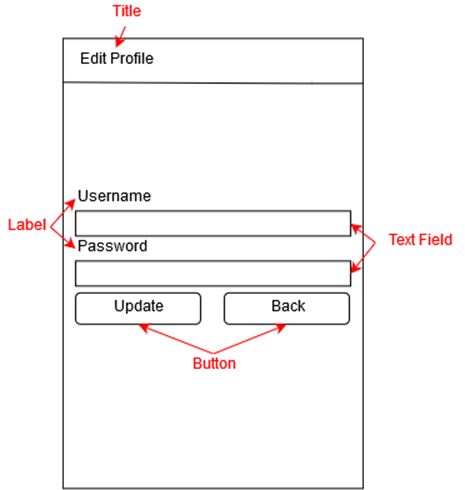 Title
Edit Profile
Username
Label
Password
Text Field
Update
Back
Button